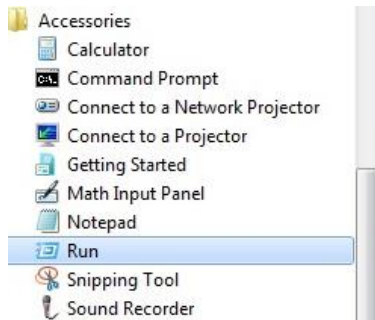 Accessories
Calculator
Command Prompt
Connect to a Network Projector
Connect to a Projector
Getting Started
Math Input Panel
Notepad
Run
Snipping Tool
Sound Recorder